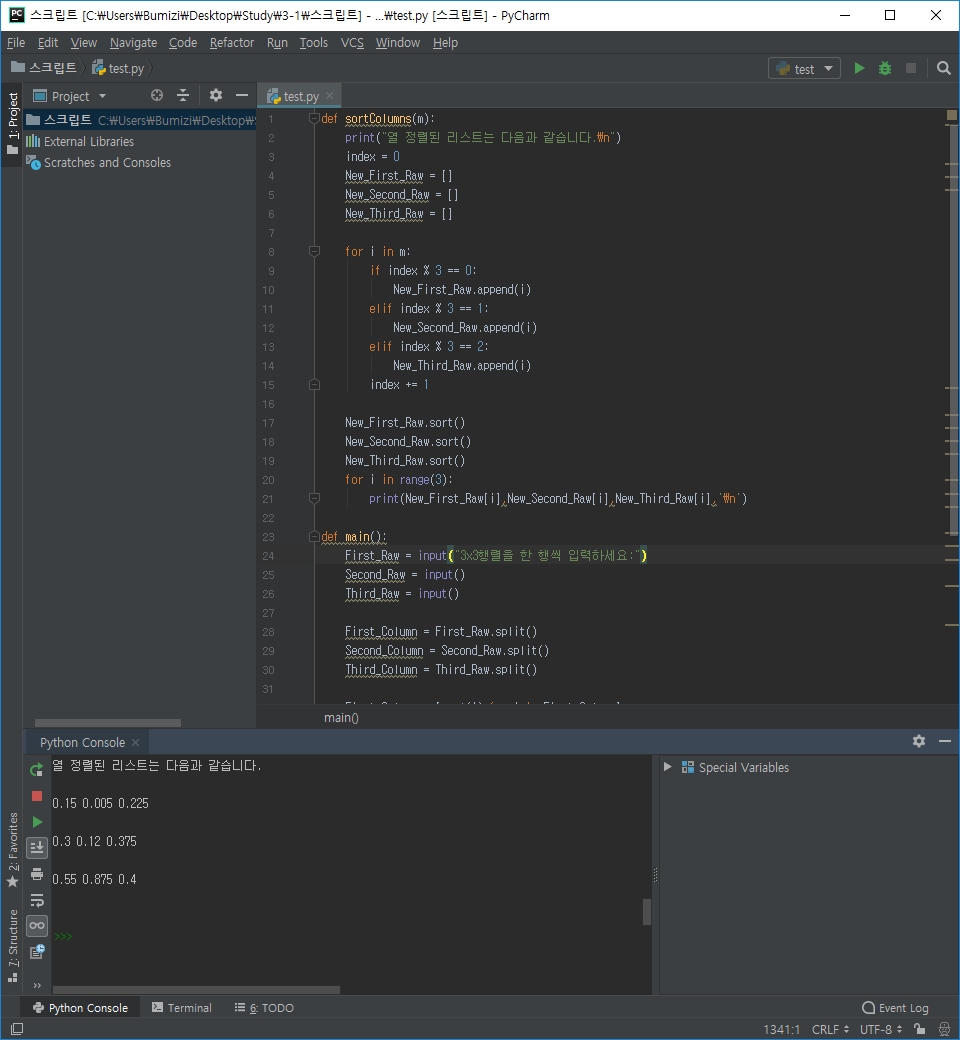 스크립트 [C:₩Users₩Bumizi₩Desktop₩Study₩3-1₩스크립트] - ...₩test.py [스크립트] - PyCharm
File Edit View Navigate Code Refactor Run Tools VCS Window Help
스크립트 test.py test
1: Project
Project
test.py
스크립트 C:₩Users₩Bumizi₩Desktop₩
External Libraries
Scratches and Consoles
1 def sortColumns(m):
2 print("열 정렬된 리스트는 다음과 같습니다.₩n")
3 index = 0
4 New_First_Raw = []
5 New_Second_Raw = []
6 New_Third_Raw = []
7
8 for i in m:
9 if index % 3 == 0:
10 New_First_Raw.append(i)
11 elif index % 3 == 1:
12 New_Second_Raw.append(i)
13 elif index % 3 == 2:
14 New_Third_Raw.append(i)
15 index += 1
16
17 New_First_Raw.sort()
18 New_Second_Raw.sort()
19 New_Third_Raw.sort()
20 for i in range(3):
21 print(New_First_Raw[i],New_Second_Raw[i],New_Third_Raw[i],'₩n')
22
23 def main():
24 First_Raw = input("3x3행렬을 한 행씩 입력하세요:")
25 Second_Raw = input()
26 Third_Raw = input()
27
28 First_Column = First_Raw.split()
29 Second_Column = Second_Raw.split()
30 Third_Column = Third_Raw.split()
31
main()
Python Console
열 정렬된 리스트는 다음과 같습니다.
0.15 0.005 0.225
0.3 0.12 0.375
0.55 0.875 0.4
>>>
Special Variables
2: Favorites
7: Structure
Python Console Terminal 6: TODO Event Log
1341:1 CRLF UTF-8